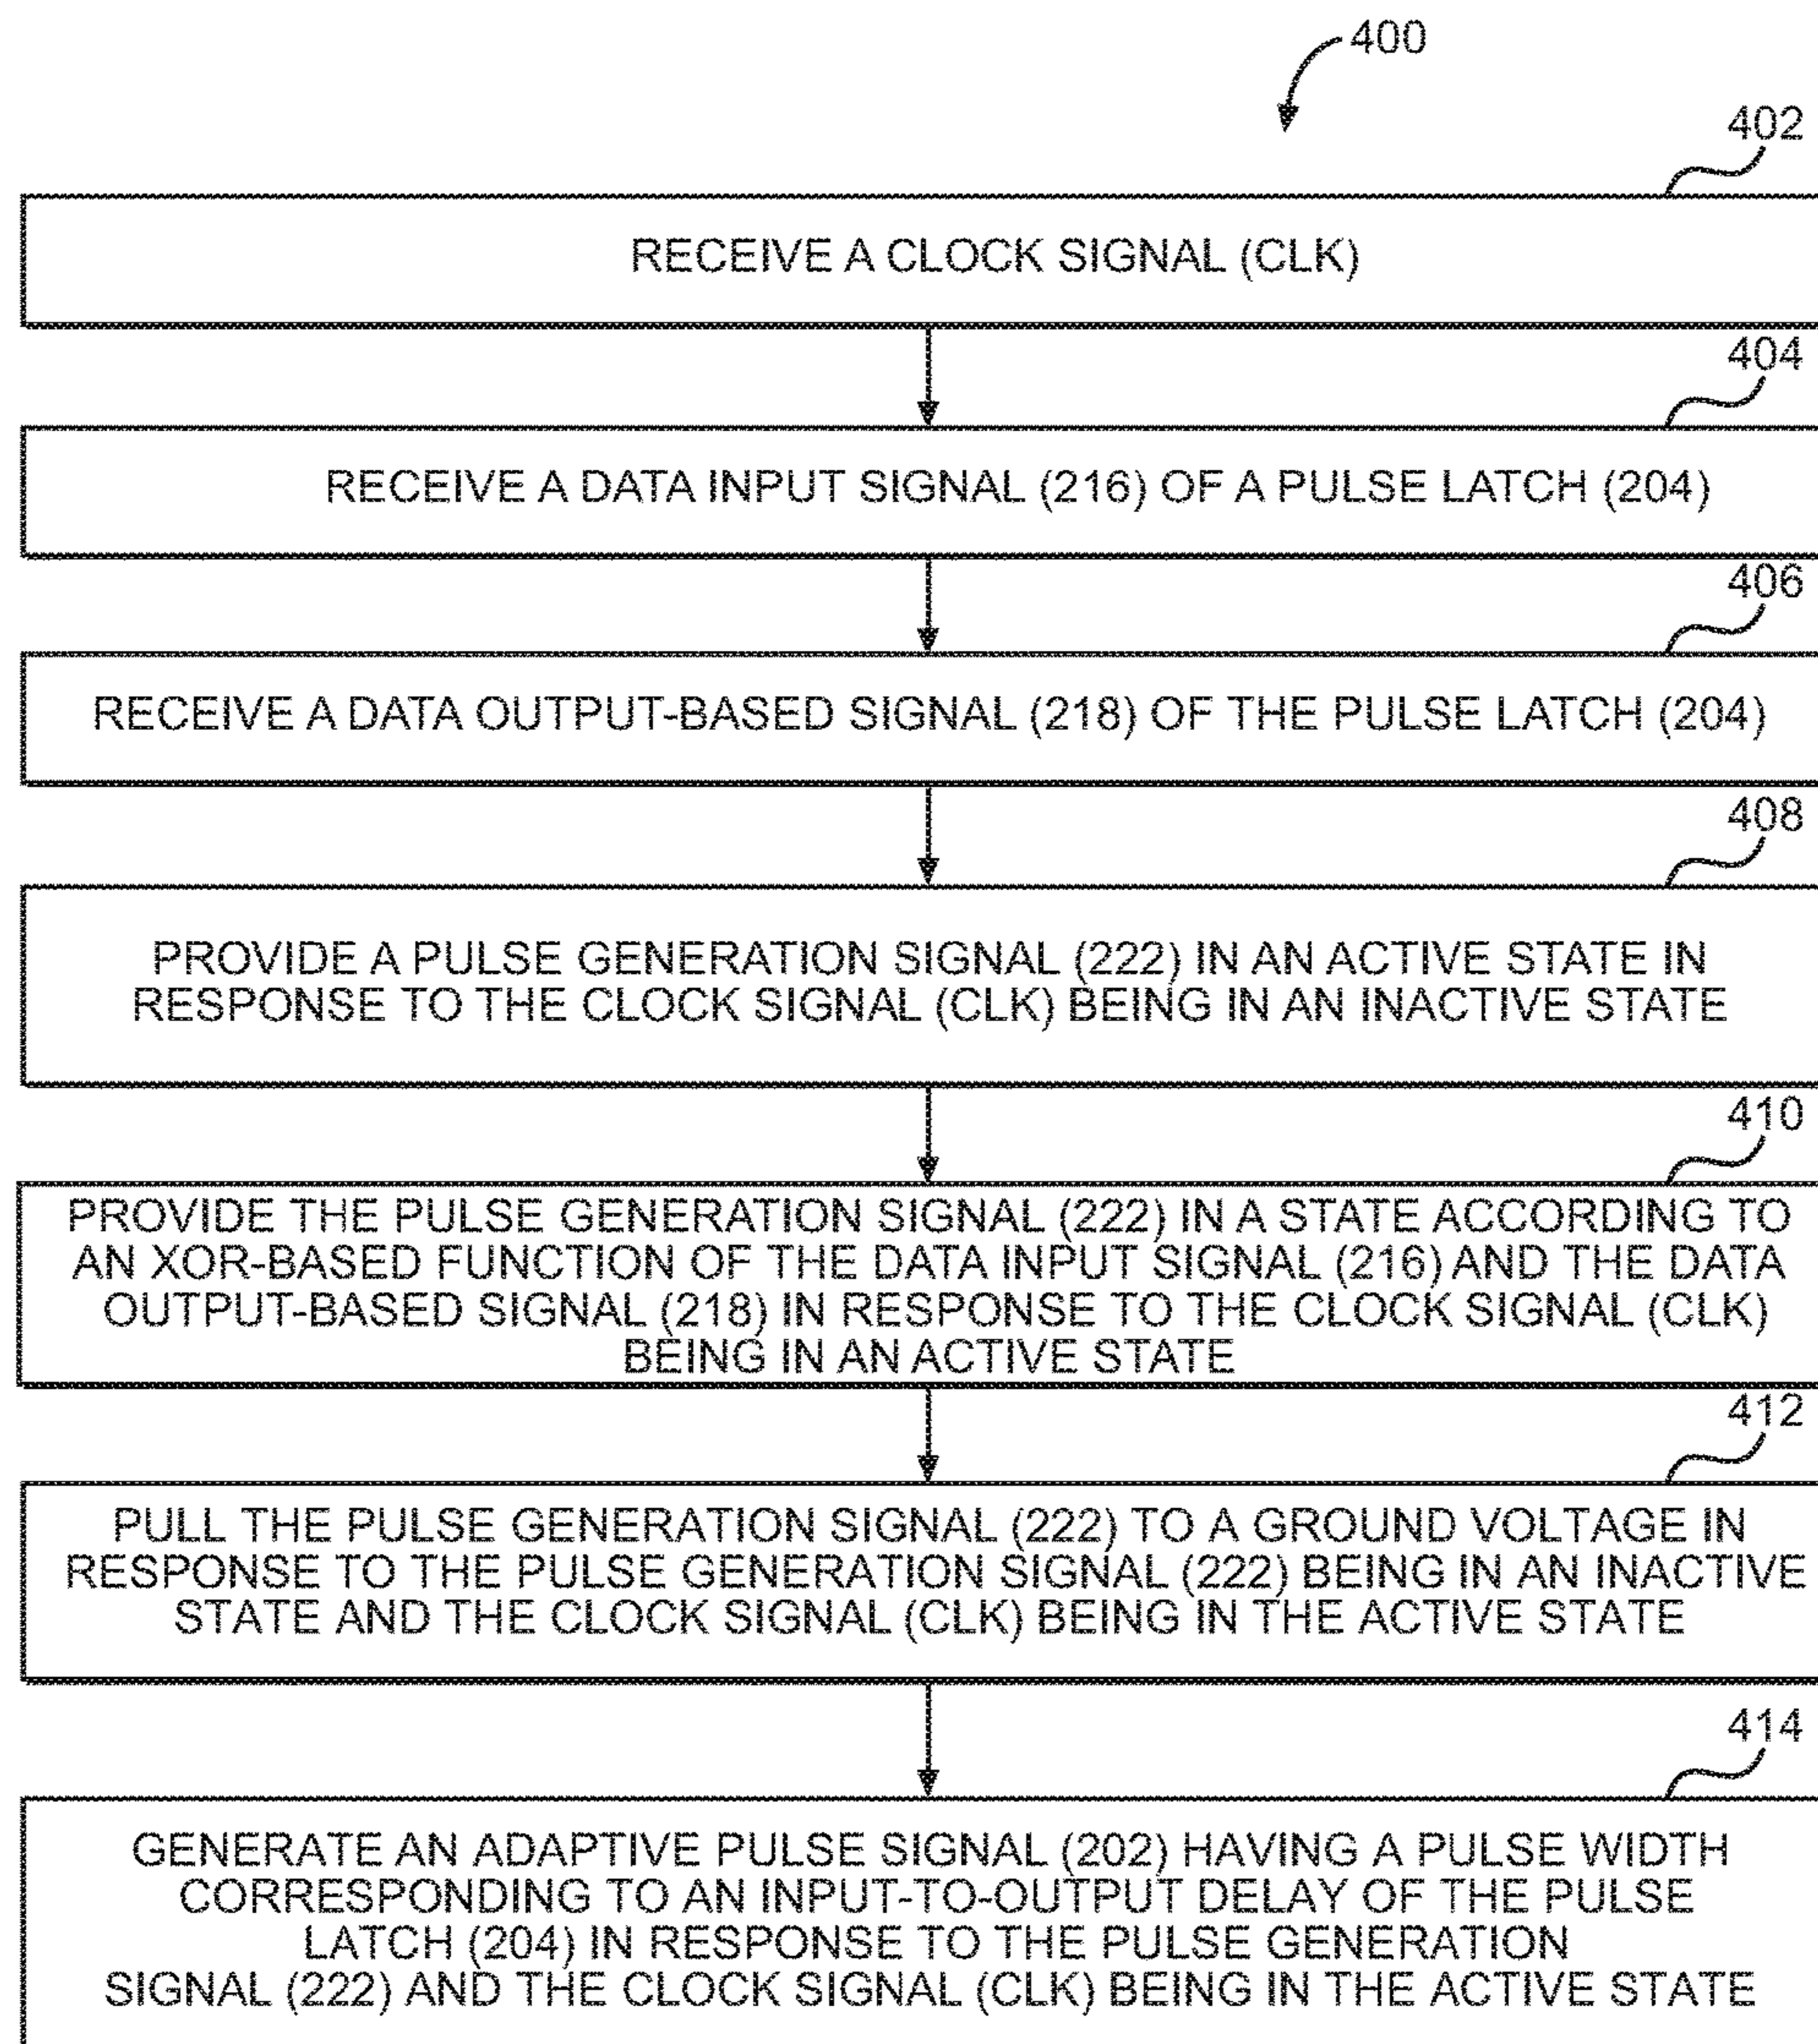 400
402
RECEIVE A CLOCK SIGNAL (CLK)
404
RECEIVE A DATA INPUT SIGNAL (216) OF A PULSE LATCH (204)
406
RECEIVE A DATA OUTPUT-BASED SIGNAL (218) OF THE PULSE LATCH (204)
408
PROVIDE A PULSE GENERATION SIGNAL (222) IN AN ACTIVE STATE IN
RESPONSE TO THE CLOCK SIGNAL (CLK) BEING IN AN INACTIVE STATE
410
PROVIDE THE PULSE GENERATION SIGNAL (222) IN A STATE ACCORDING TO
AN XOR-BASED FUNCTION OF THE DATA INPUT SIGNAL (216) AND THE DATA
OUTPUT-BASED SIGNAL (218) IN RESPONSE TO THE CLOCK SIGNAL (CLK)
BEING IN AN ACTIVE STATE
412
PULL THE PULSE GENERATION SIGNAL (222) TO A GROUND VOLTAGE IN
RESPONSE TO THE PULSE GENERATION SIGNAL (222) BEING IN AN INACTIVE
STATE AND THE CLOCK SIGNAL (CLK) BEING IN THE ACTIVE STATE
414
GENERATE AN ADAPTIVE PULSE SIGNAL (202) HAVING A PULSE WIDTH
CORRESPONDING TO AN INPUT-TO-OUTPUT DELAY OF THE PULSE
LATCH (204) IN RESPONSE TO THE PULSE GENERATION
SIGNAL (222) AND THE CLOCK SIGNAL (CLK) BEING IN THE ACTIVE STATE